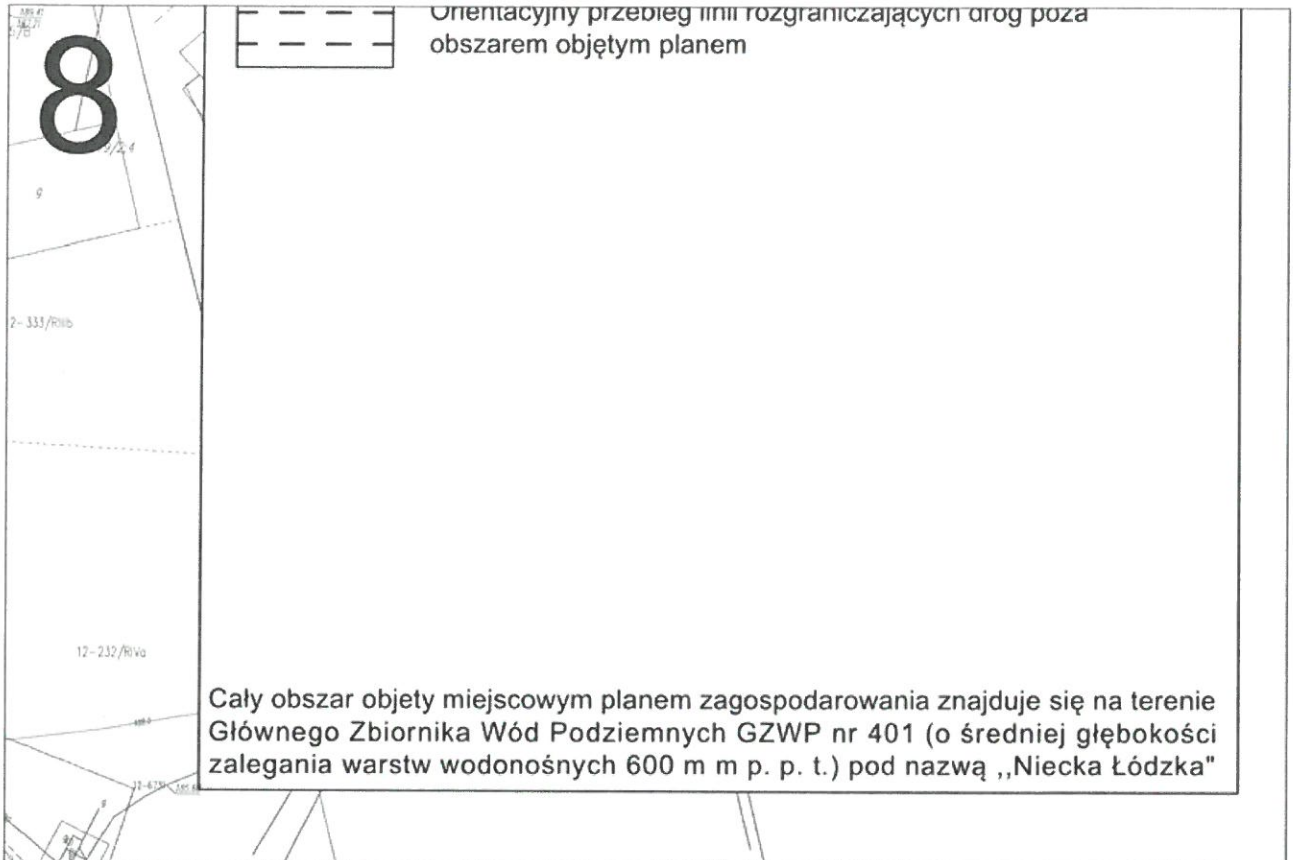 Orientacyjny przebieg linii rozgraniczających dróg poza
obszarem objętym planem
8
9
2-333/RIIIb
12-232/RIVa
Cały obszar objety miejscowym planem zagospodarowania znajduje się na terenie
Głównego Zbiornika Wód Podziemnych GZWP nr 401 (o średniej głębokości
zalegania warstw wodonośnych 600 m m p. p. t.) pod nazwą ,,Niecka Łódzka"